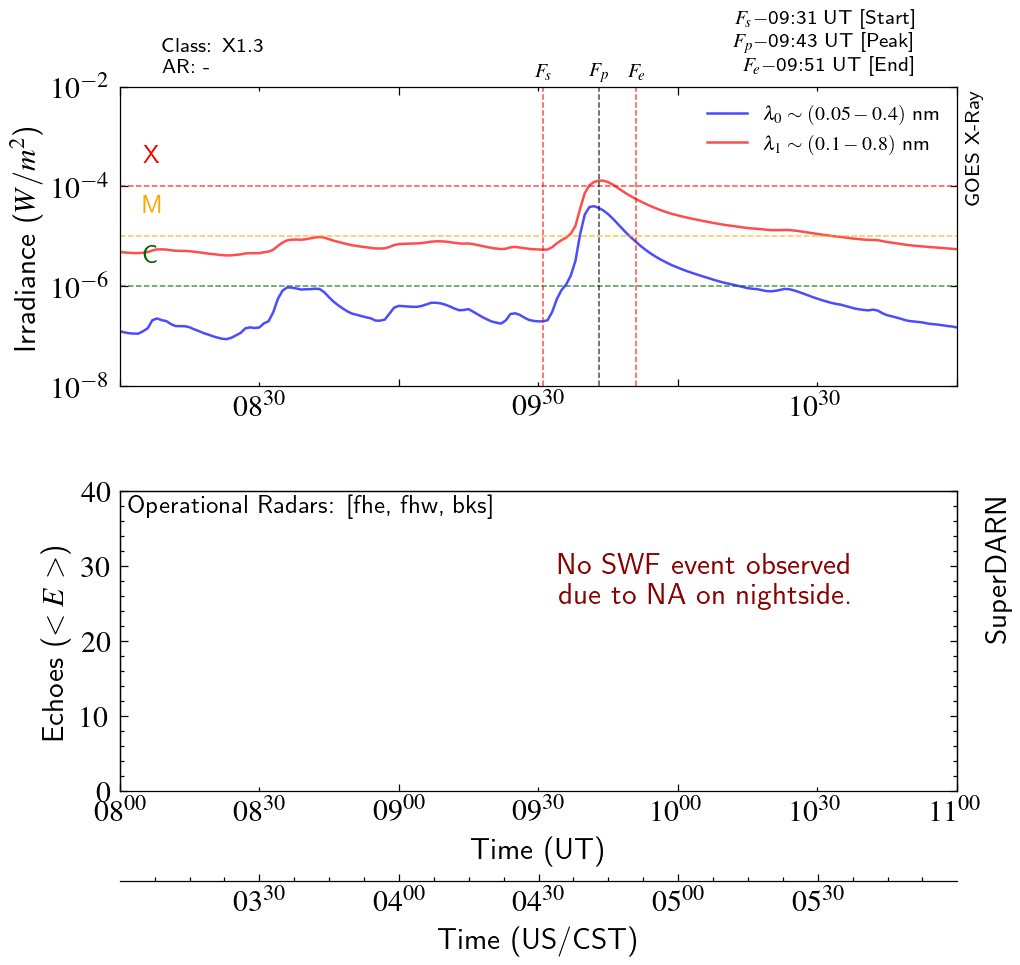 F_s−09:31 UT [Start]
Class: X1.3
F_p−09:43 UT [Peak]
AR: -
F_e−09:51 UT [End]
F_s F_p F_e
10^−2
λ_0 ∼ (0.05 − 0.4) nm
λ_1 ∼ (0.1 − 0.8) nm
GOES X-Ray
Irradiance (W/m^2)
X
10^−4
M
C
10^−6
10^−8
08^30 09^30 10^30
40
Operational Radars: [fhe, fhw, bks]
No SWF event observed
due to NA on nightside.
SuperDARN
Echoes (< E >)
30
20
10
0
08^00 08^30 09^00 09^30 10^00 10^30 11^00
Time (UT)
03^30 04^00 04^30 05^00 05^30
Time (US/CST)